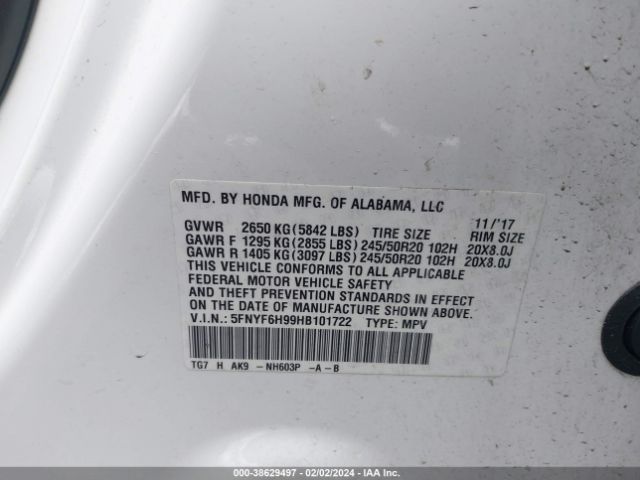 MFD. BY HONDA MFG. OF ALABAMA, LLC 11/'17
GVWR 2650 KG(5842 LBS) TIRE SIZE RIM SIZE
GAWR F 1295 KG(2855 LBS) 245/50R20 102H 20X8.0J
GAWR R 1405 KG(3097 LBS) 245/50R20 102H 20X8.0J
THIS VEHICLE CONFORMS TO ALL APPLICABLE
FEDERAL MOTOR VEHICLE SAFETY
AND THEFT PREVENTION STANDARDS IN EFFECT
ON THE DATE OF MANUFACTURE SHOWN ABOVE.
V.I.N.: 5FNYF6H99HB101722 TYPE: MPV
TG7 H AK9 -NH603P -A-B
000-38629497 - 02/02/2024 - Copyright © IAA, Inc.